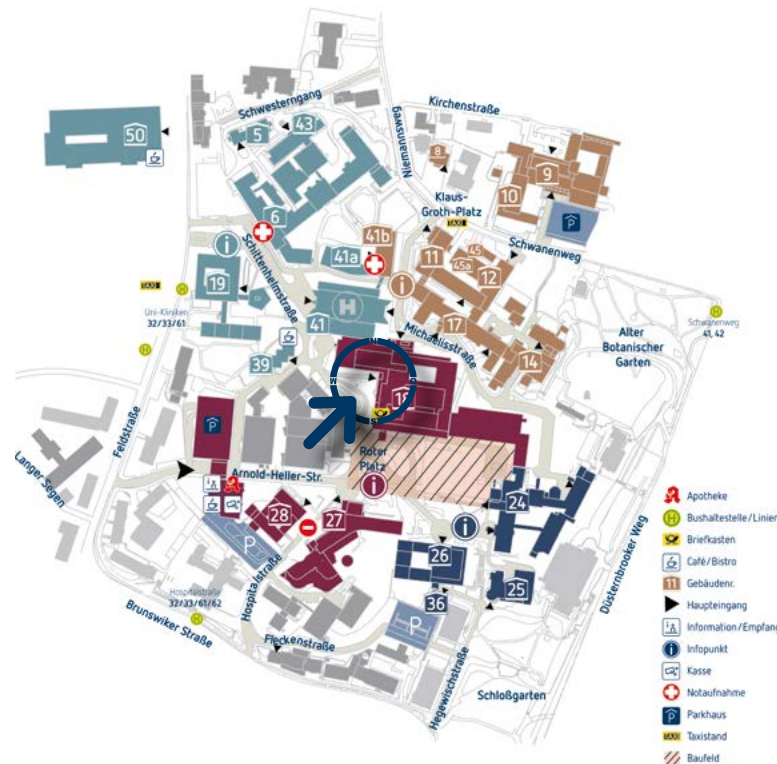 Schwesterngang
Niemannsweg
Kirchenstraße
50
5
43
8
9
10
Klaus-
Groth-Platz
TAXI
P
Schwanenweg
6
41b
41a
11
45
45a
12
Schittenhelmstraße
TAXI
H
Uni-Kliniken
32/33/61
19
H
41
17
Michaelisstraße
14
Alter
Botanischer
Garten
H
Schwanenweg
41, 42
H
39
N
W
O
S
18
P
Feldstraße
Langer Segen
Arnold-Heller-Str.
Roter
Platz
28
27
24
26
25
36
P
P
Hospitalstraße
Hospitalstraße
32/33/61/62
H
Brunswiker Straße
Fleckenstraße
Hegewischstraße
Schloßgarten
Düsternbrooker Weg
Apotheke
H Bushaltestelle/Linien
Briefkasten
Café/Bistro
11 Gebäudenr.
Haupteingang
i Information/Empfang
i Infopunkt
Kasse
Notaufnahme
P Parkhaus
TAXI Taxistand
Baufeld